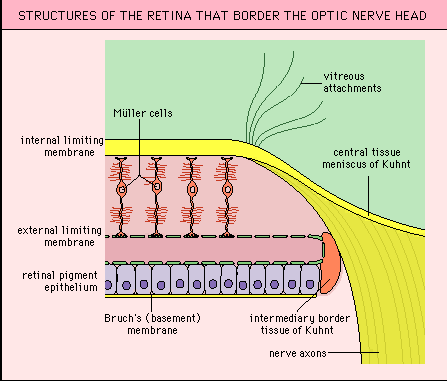 STRUCTURES OF THE RETINA THAT BORDER THE OPTIC NERVE HEAD
vitreous
attachments
Müller cells
internal limiting
membrane
central tissue
meniscus of Kuhnt
external limiting
membrane
retinal pigment
epithelium
Bruch's (basement)
membrane
intermediary border
tissue of Kuhnt
nerve axons